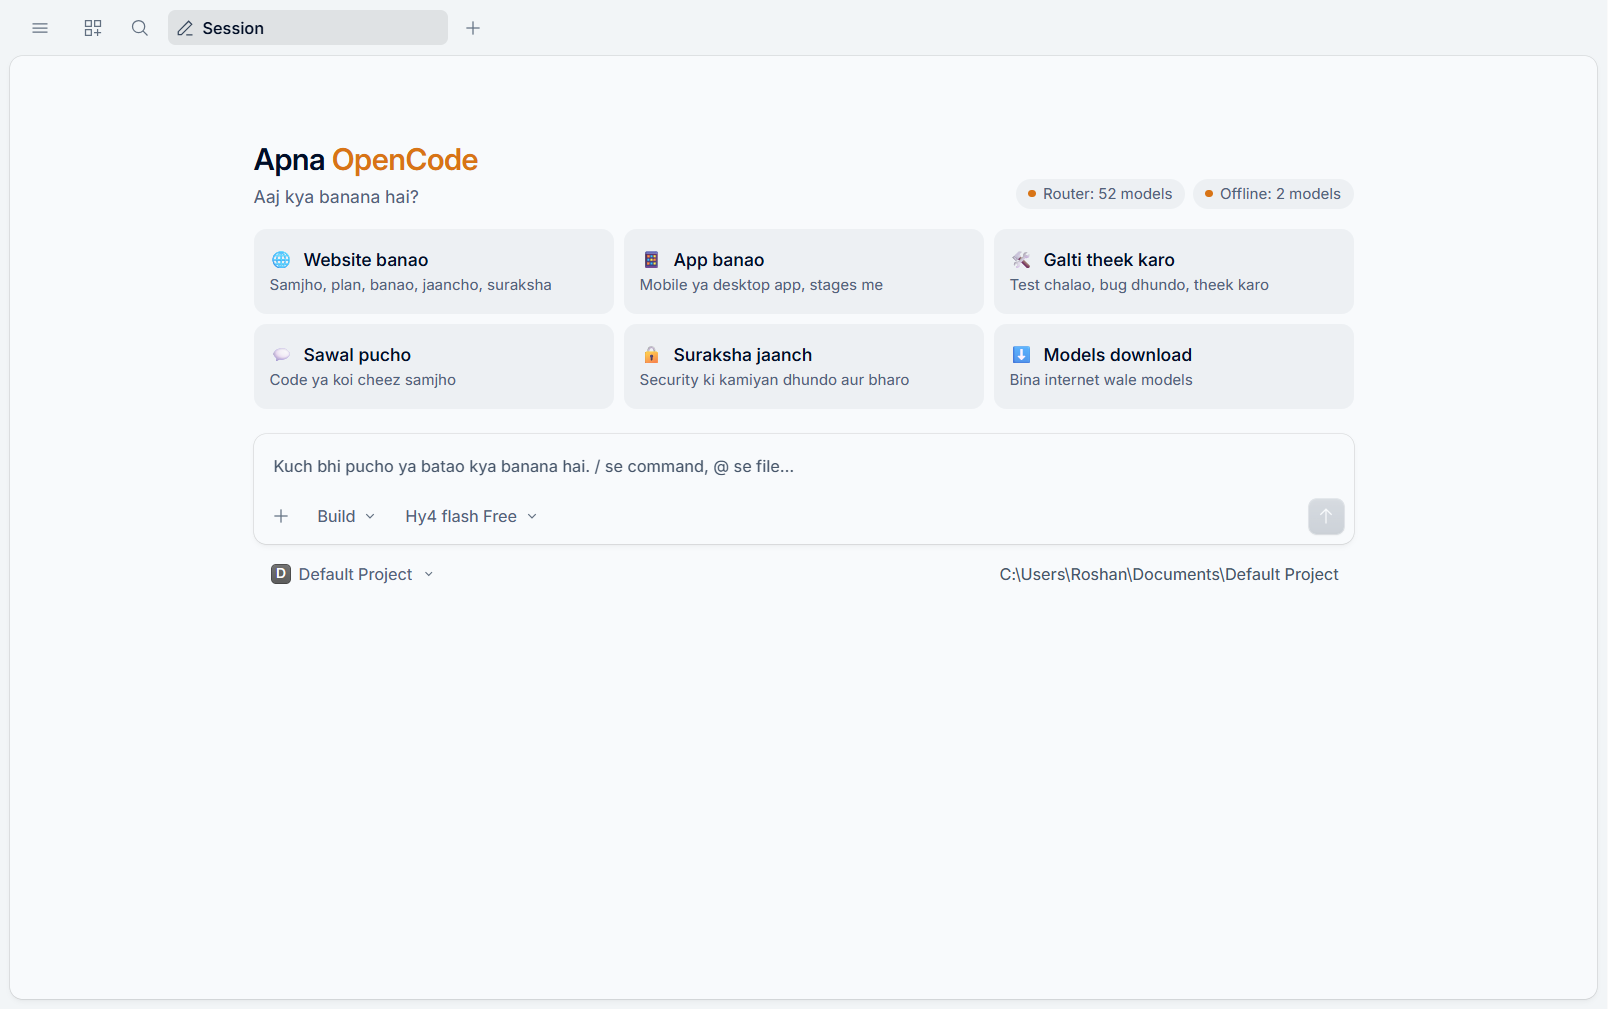 Session
Apna OpenCode
Aaj kya banana hai?
Router: 52 models
Offline: 2 models
Website banao
Samjho, plan, banao, jaancho, suraksha
App banao
Mobile ya desktop app, stages me
Galti theek karo
Test chalao, bug dhundo, theek karo
Sawal pucho
Code ya koi cheez samjho
Suraksha jaanch
Security ki kamiyan dhundo aur bharo
Models download
Bina internet wale models
Kuch bhi pucho ya batao kya banana hai. / se command, @ se file...
Build
Hy4 flash Free
D Default Project
C:\Users\Roshan\Documents\Default Project